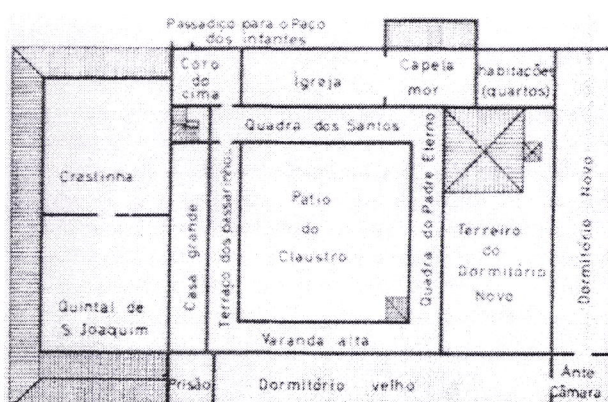 Passadiço para o Paço
dos infantes
Coro
do
cima
Igreja
Capela
mor
habitações
(quartos)
Quadra dos Santos
Crastinha
Casa grande
Terraço dos passarinhos
Patio
do
Claustro
Quadra do Padre Eterno
Terreiro
do
Dormitório
Novo
Dormitório Novo
Quintal de
S. Joaquim
Varanda alta
Prisão
Dormitório velho
Ante
Câmara